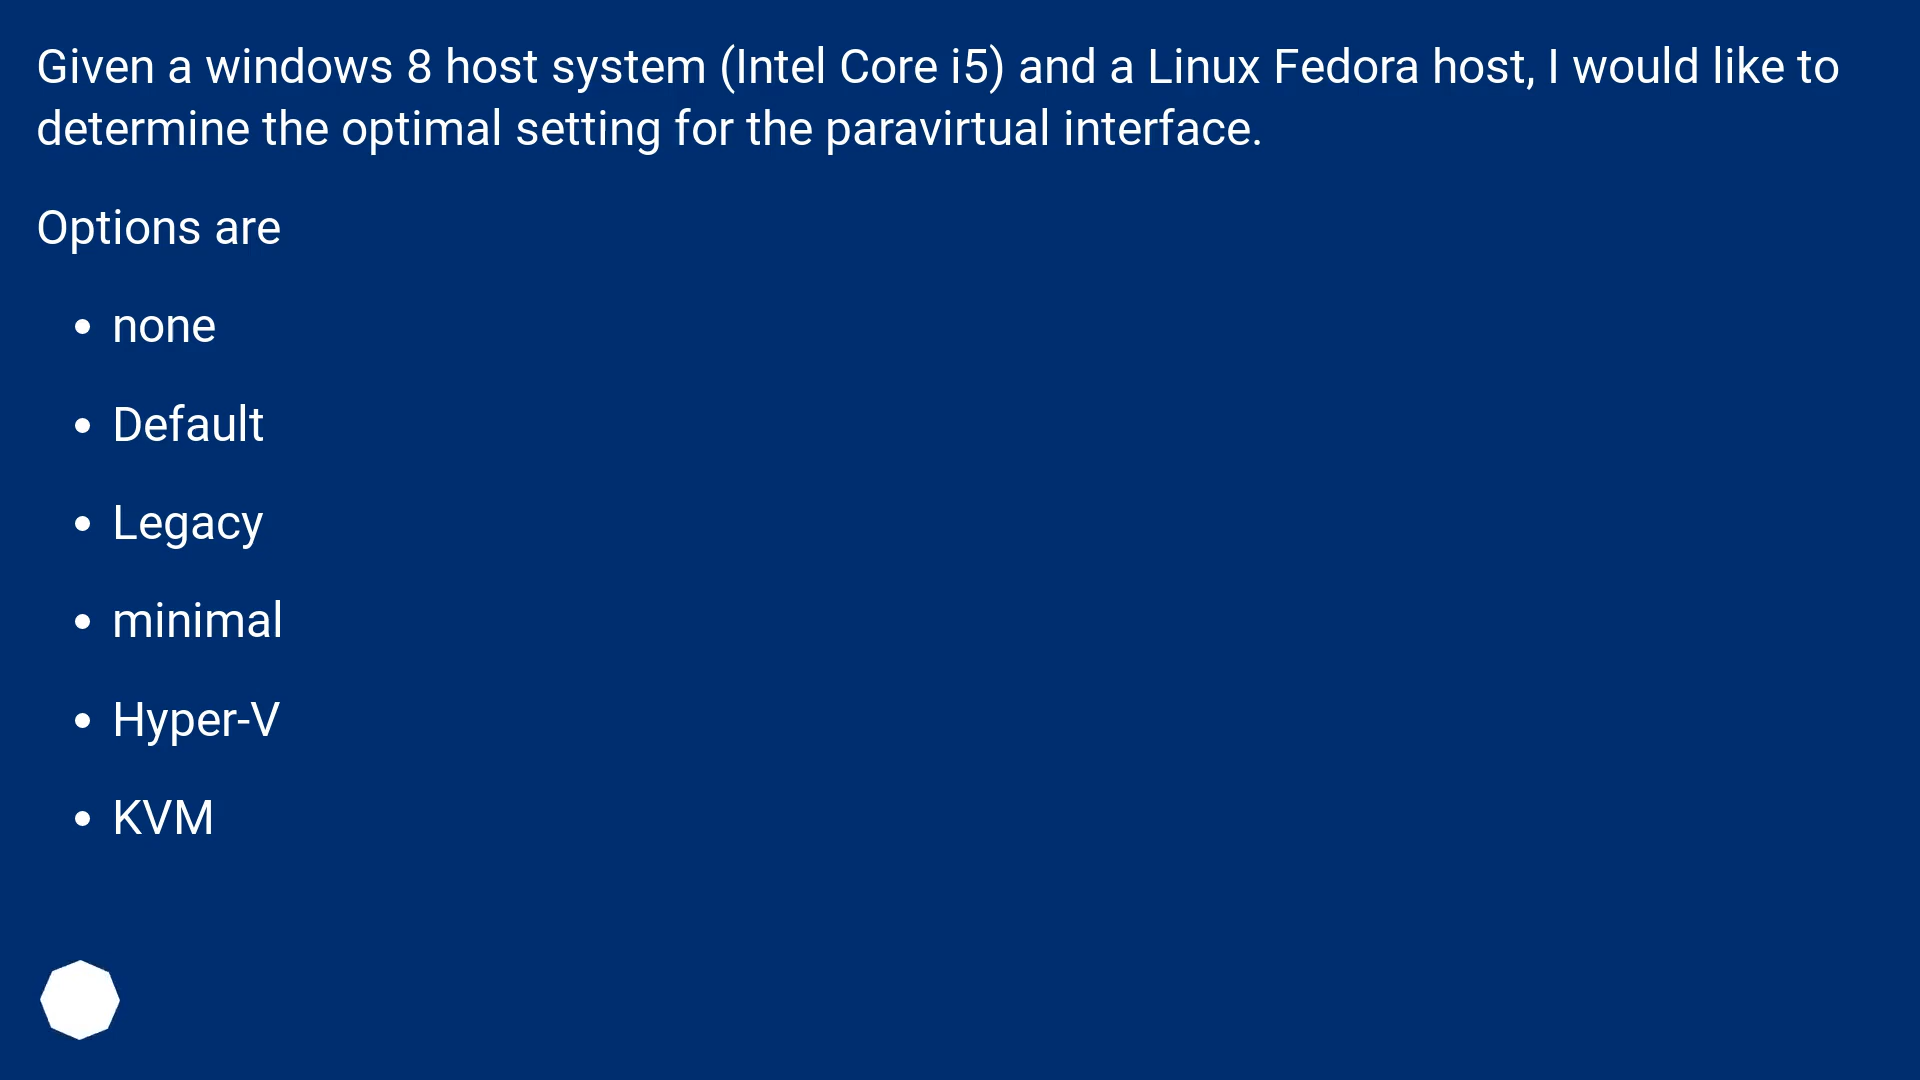 Given a windows 8 host system (Intel Core i5) and a Linux Fedora host, I would like to
determine the optimal setting for the paravirtual interface.
Options are
• none
• Default
• Legacy
• minimal
• Hyper-V
• KVM